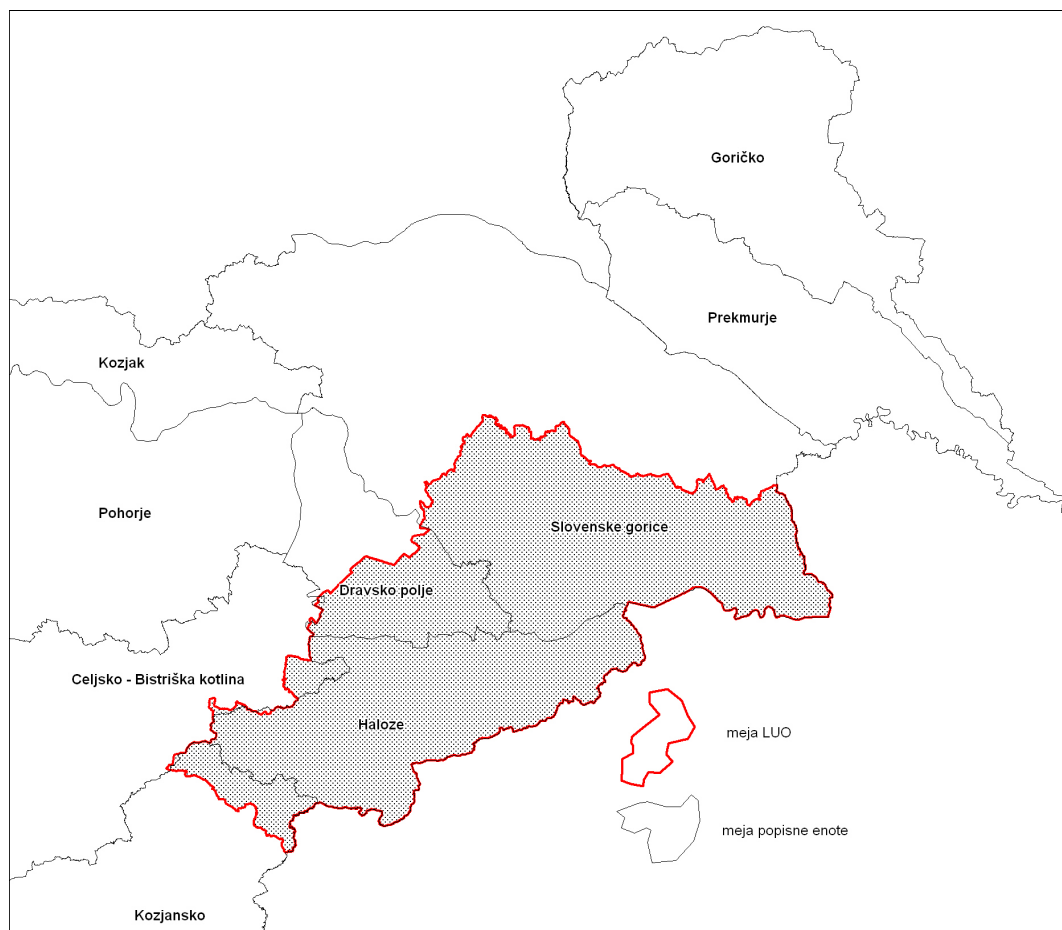 Goričko
Prekmurje
Kozjak
Pohorje
Slovenske gorice
Dravsko polje
Celjsko - Bistriška kotlina
Haloze
meja LUO
meja popisne enote
Kozjansko